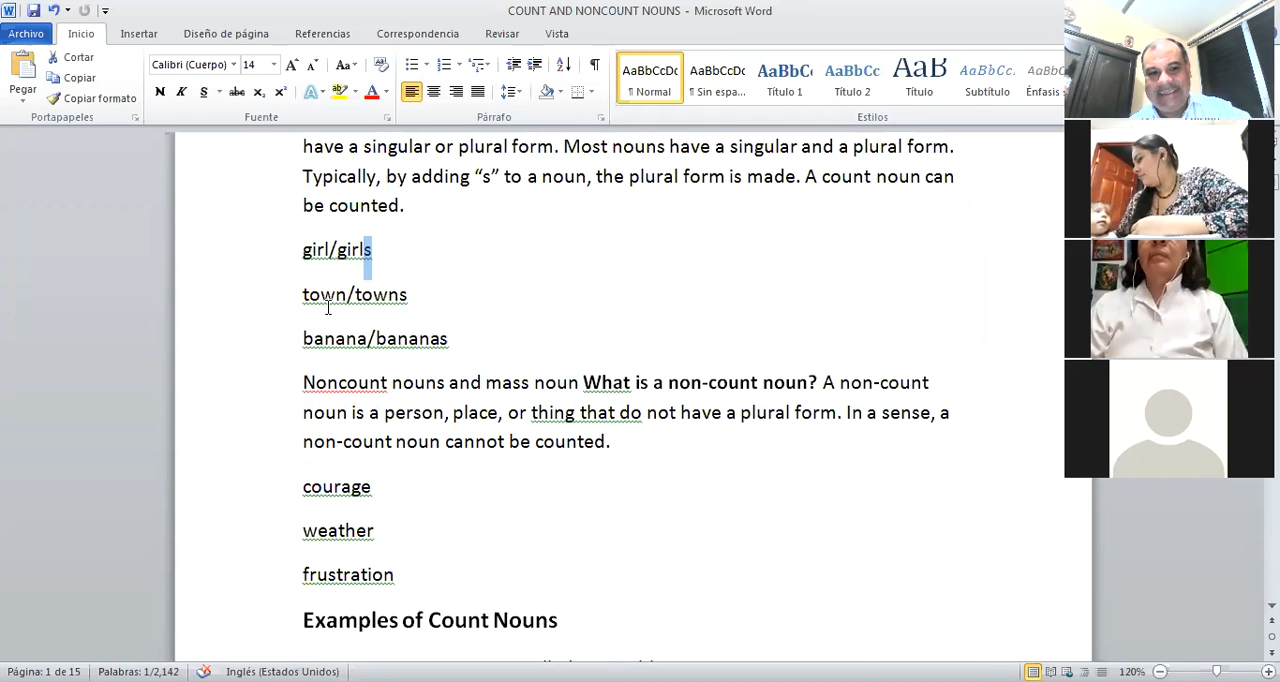 COUNT AND NONCOUNT NOUNS - Microsoft Word
Archivo Inicio Insertar Diseño de página Referencias Correspondencia Revisar Vista
Pegar
Cortar
Copiar
Copiar formato
Portapapeles
Calibri (Cuerpo) 14
N K S abc x₂ x²
Fuente
Párrafo
AaBbCcDc AaBbCcDc AaBbC AaBbCc AaB AaBbCc. AaBbCc
¶ Normal ¶ Sin espa... Título 1 Título 2 Título Subtítulo Énfasis
Estilos
have a singular or plural form. Most nouns have a singular and a plural form.
Typically, by adding “s” to a noun, the plural form is made. A count noun can
be counted.
girl/girls
town/towns
banana/bananas
Noncount nouns and mass noun What is a non-count noun? A non-count
noun is a person, place, or thing that do not have a plural form. In a sense, a
non-count noun cannot be counted.
courage
weather
frustration
Examples of Count Nouns
Página: 1 de 15 Palabras: 1/2,142 Inglés (Estados Unidos) 120%